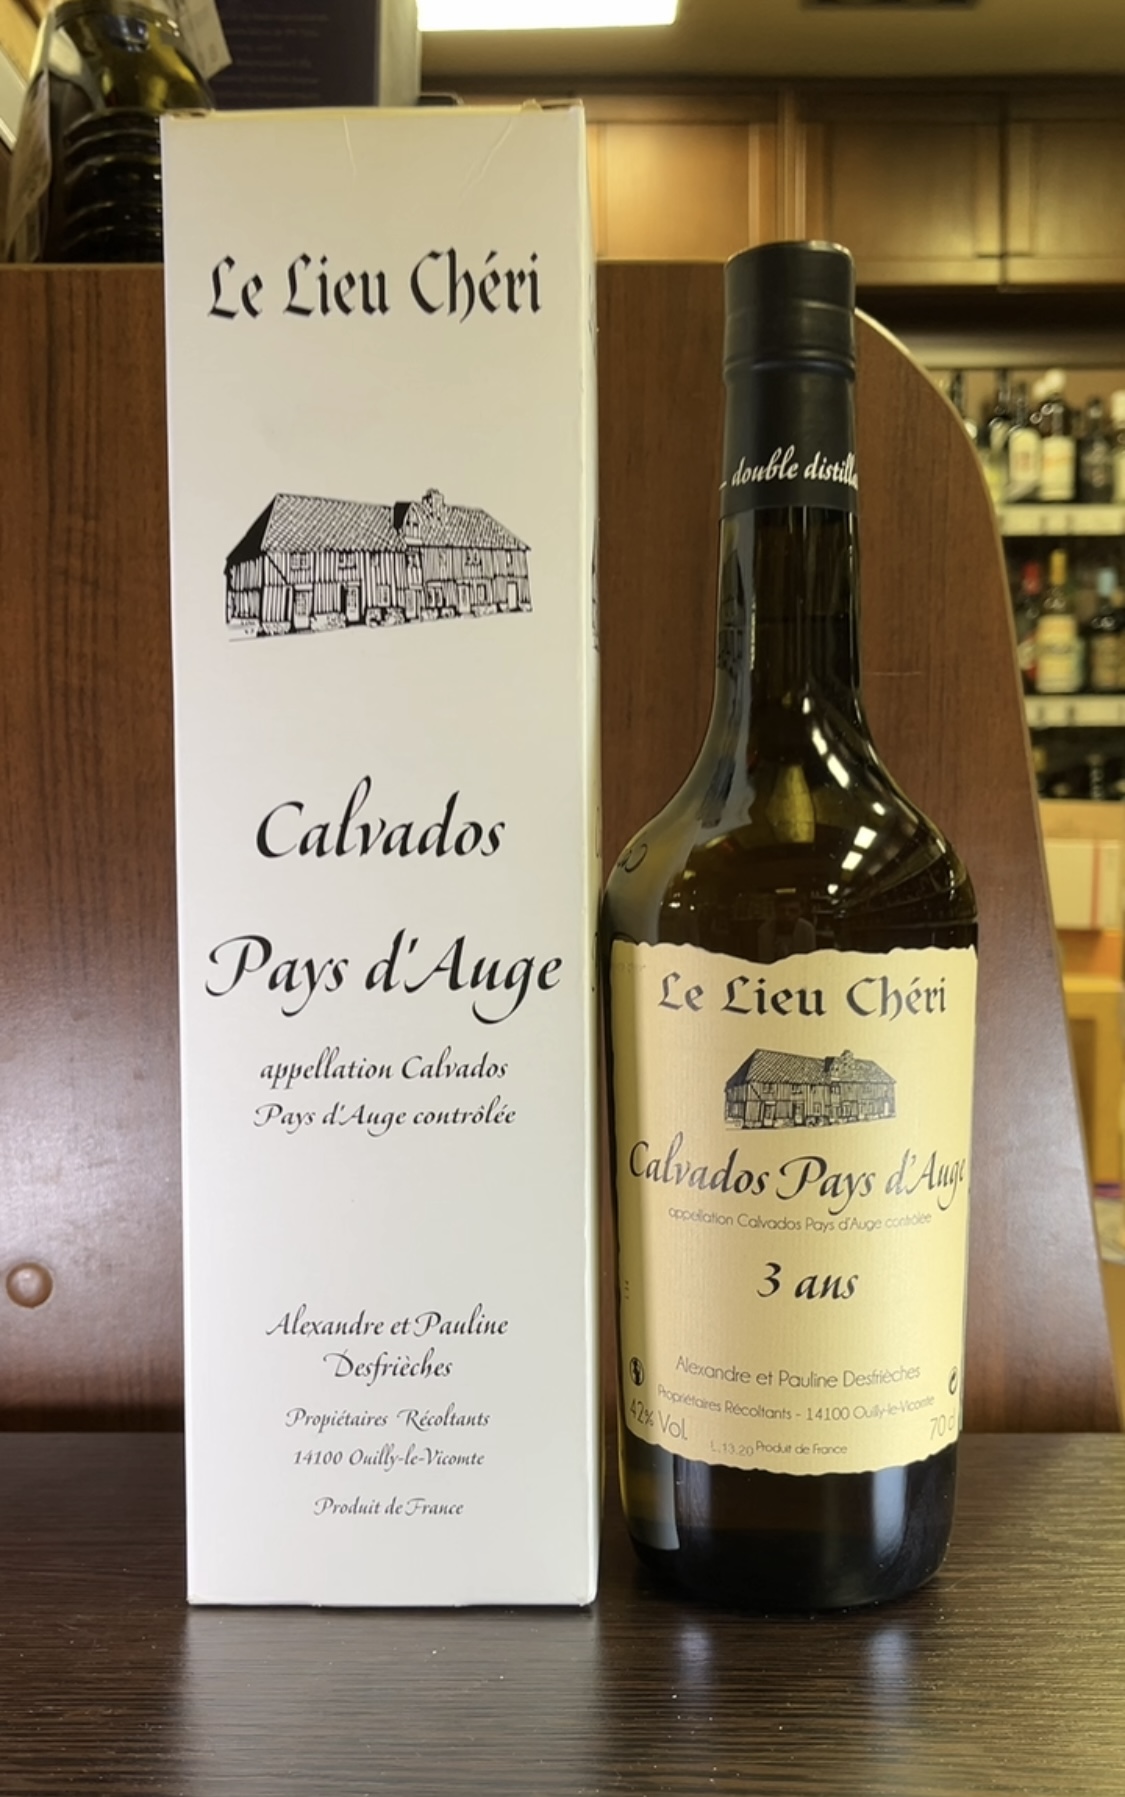 Le Lieu Chéri
Calvados
Pays d'Auge
appellation Calvados
Pays d'Auge contrôlée
Alexandre et Pauline
Desfrièches
Propiétaires Récoltants
14100 Ouilly-le-Vicomte
Produit de France
double distilla
Le Lieu Chéri
Calvados Pays d'Auge
appellation Calvados Pays d'Auge contrôlée
3 ans
Alexandre et Pauline Desfrièches
Propriétaires Récoltants - 14100 Ouilly-le-Vicomte
42% Vol. 70 cl
L.13.20 Produit de France